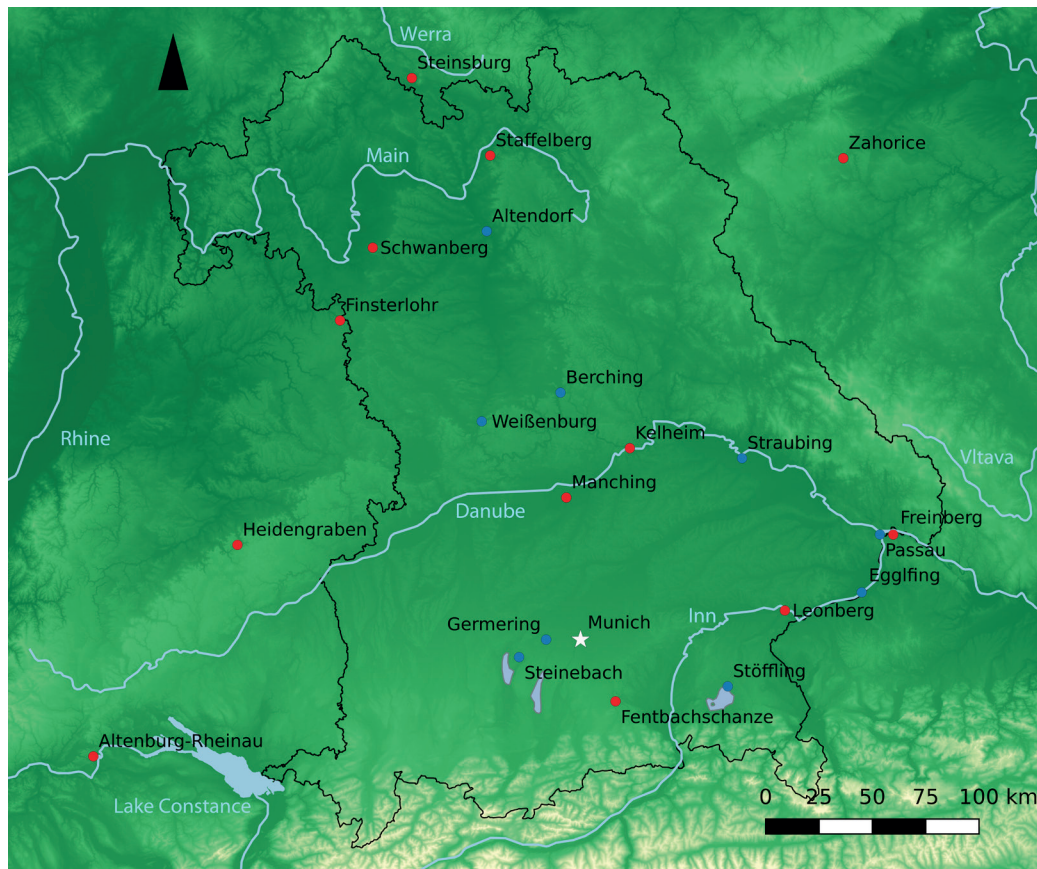 Werra
Steinsburg
Staffelberg
Zahorice
Main
Altendorf
Schwanberg
Finsterlohr
Berching
Weißenburg
Rhine
Kelheim
Straubing
Vltava
Manching
Danube
Freinberg
Heidengraben
Passau
Egglfing
Leonberg
Inn
Germering
Munich
Steinebach
Stöffling
Fentbachschanze
Altenburg-Rheinau
Lake Constance
0 25 50 75 100 km